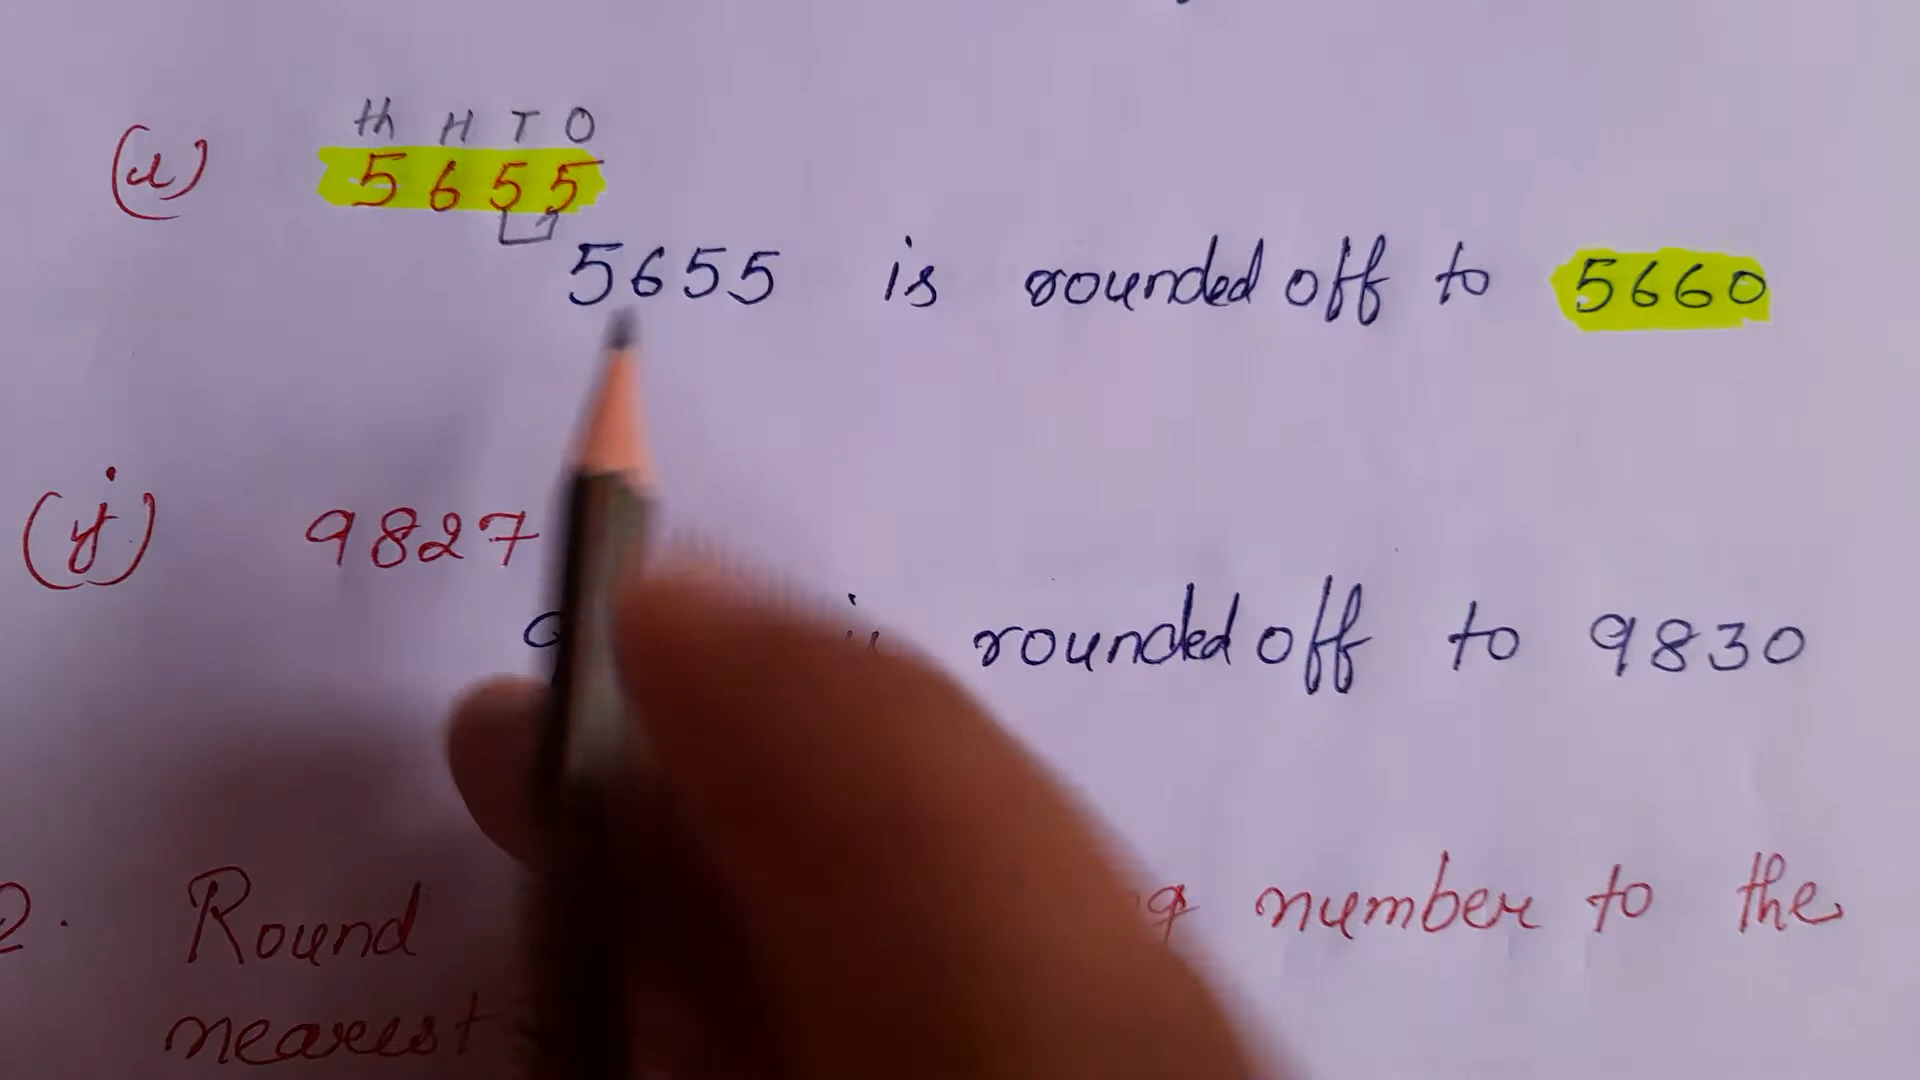 th H T O
(i) 5655
5655 is rounded off to 5660
(j) 9827
rounded off to 9830
2. Round number to the
nearest